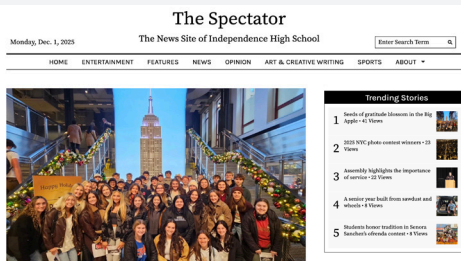 The Spectator
Monday, Dec. 1, 2025
The News Site of Independence High School
Enter Search Term
HOME ENTERTAINMENT FEATURES NEWS OPINION ART & CREATIVE WRITING SPORTS ABOUT
Trending Stories
1 Seeds of gratitude blossom in the Big
Apple • 41 Views
2 2025 NYC photo contest winners • 23
Views
3 Assembly highlights the importance
of service • 22 Views
4 A senior year built from sawdust and
wheels • 8 Views
5 Students honor tradition in Senora
Sanchez's ofrenda contest • 8 Views